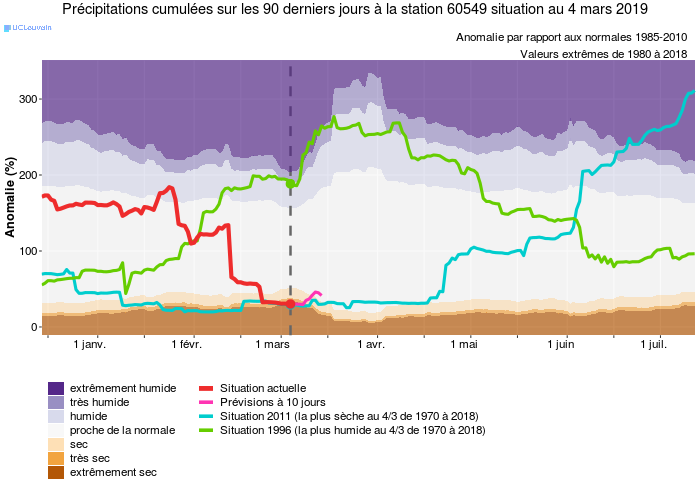 Précipitations cumulées sur les 90 derniers jours à la station 60549 situation au 4 mars 2019
UCLouvain
Anomalie par rapport aux normales 1985-2010
Valeurs extrêmes de 1980 à 2018
Anomalie (%)
300
200
100
0
1 janv.
1 févr.
1 mars
1 avr.
1 mai
1 juin
1 juil.
extrêmement humide
très humide
humide
proche de la normale
sec
très sec
extrêmement sec
Situation actuelle
Prévisions à 10 jours
Situation 2011 (la plus sèche au 4/3 de 1970 à 2018)
Situation 1996 (la plus humide au 4/3 de 1970 à 2018)